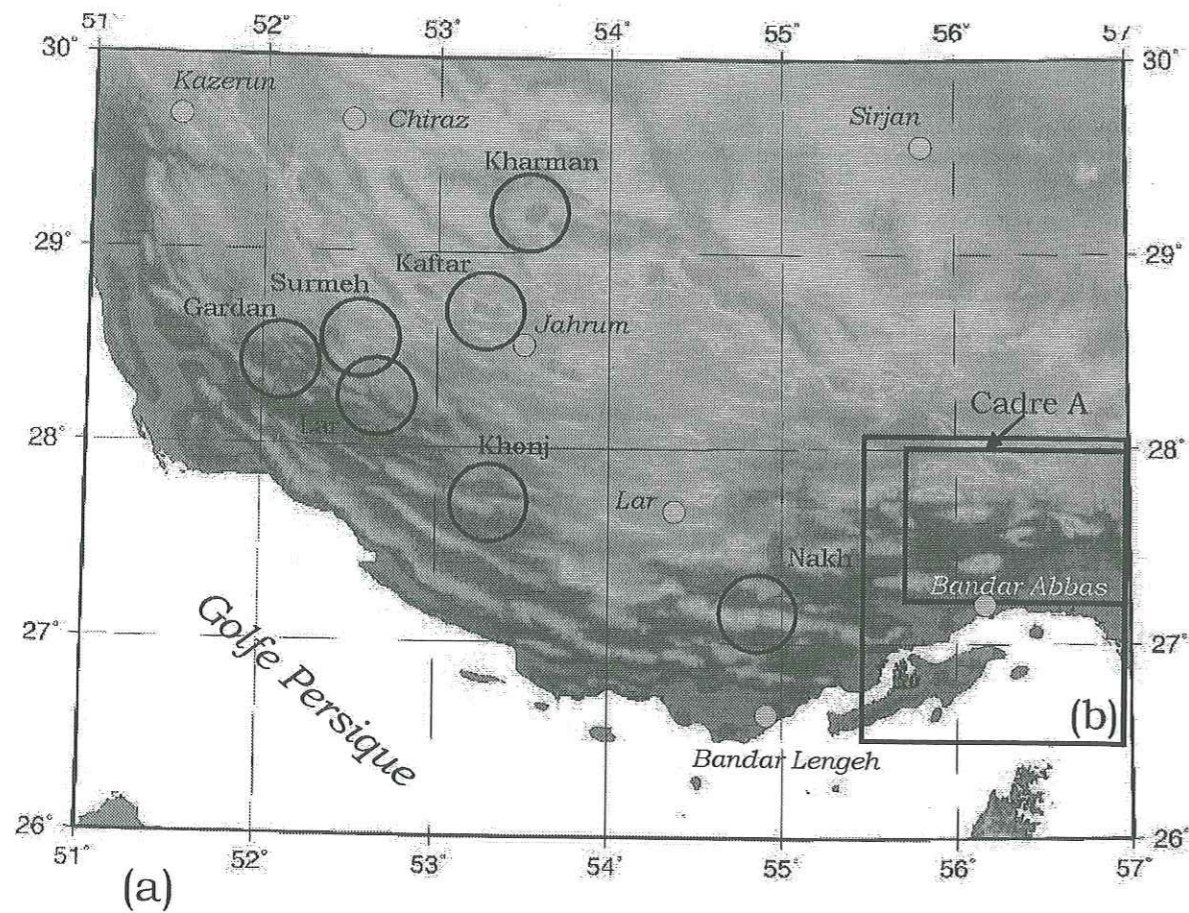 51 52° 53° 54° 55° 56° 57
30° 30°
Kazerun
Chiraz
Sirjan
Kharman
29° 29°
Kaftar
Surmeh
Gardan
Jahrum
Cadre A
28° 28°
Lar
Khonj
Lar
Nakh
Bandar Abbas
27° 27°
Golfe Persique
(b)
Bandar Lengeh
26° 26°
51° 52° 53° 54° 55° 56° 57°
(a)